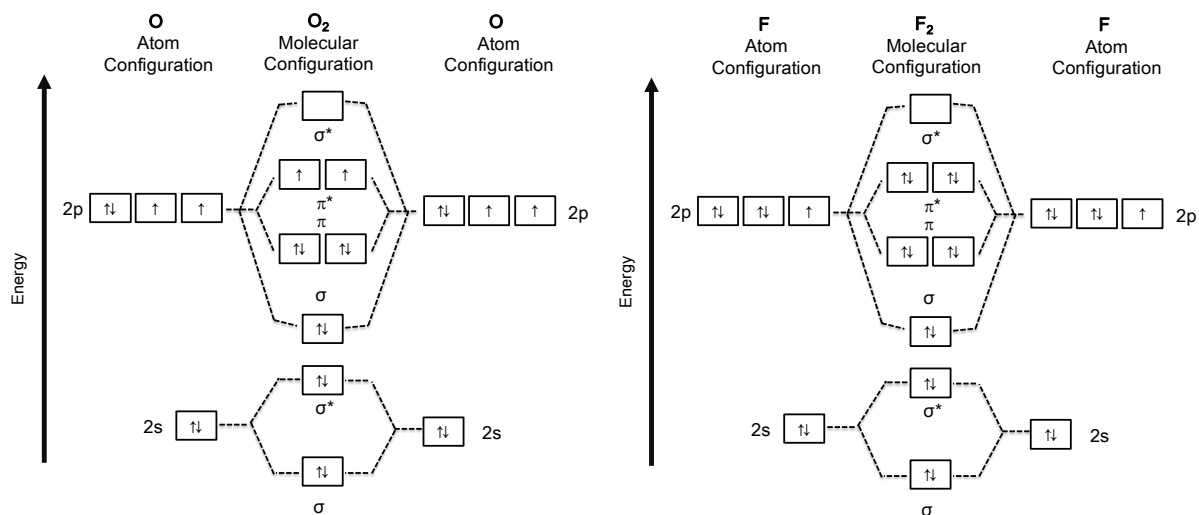 O
Atom
Configuration
O₂
Molecular
Configuration
O
Atom
Configuration
Energy
σ*
↑ ↑
2p ↑↓ ↑ ↑
π*
π
↑↓ ↑ ↑ 2p
↑↓ ↑↓
σ
↑↓
↑↓
σ*
2s ↑↓
↑↓ 2s
↑↓
σ
F
Atom
Configuration
F₂
Molecular
Configuration
F
Atom
Configuration
Energy
σ*
↑↓ ↑↓
2p ↑↓ ↑↓ ↑
π*
π
↑↓ ↑↓ ↑ 2p
↑↓ ↑↓
σ
↑↓
↑↓
σ*
2s ↑↓
↑↓ 2s
↑↓
σ